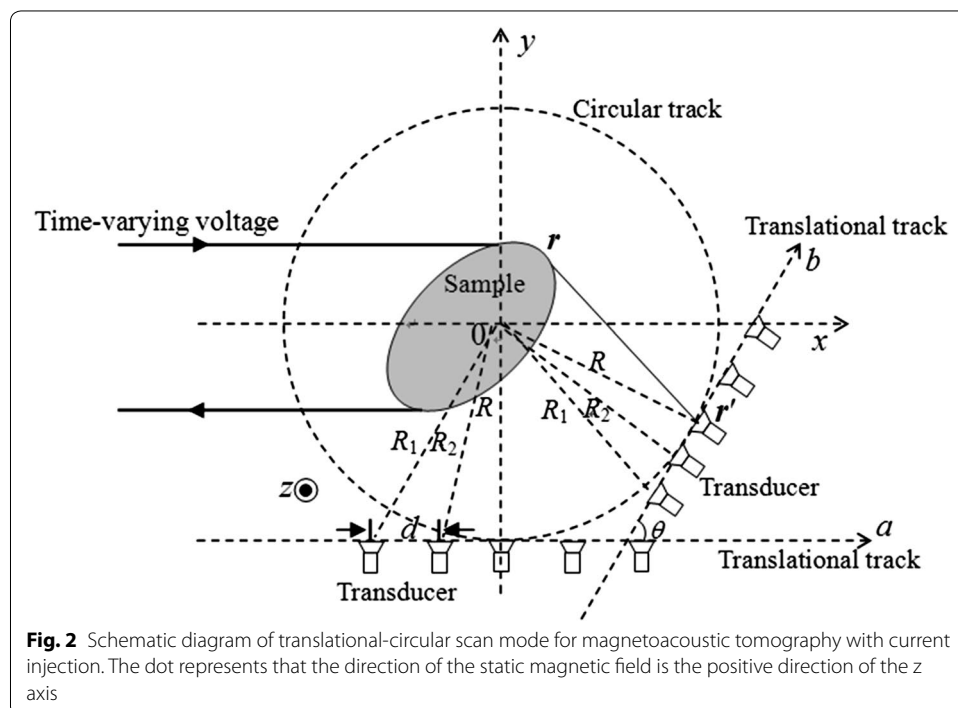 y
Circular track
Time-varying voltage
Translational track
r
b
Sample
0
x
R
R
R₁
R₂
R₁
R₂
r'
z
Transducer
d
θ
a
Translational track
Transducer
Fig. 2 Schematic diagram of translational-circular scan mode for magnetoacoustic tomography with current
injection. The dot represents that the direction of the static magnetic field is the positive direction of the z
axis